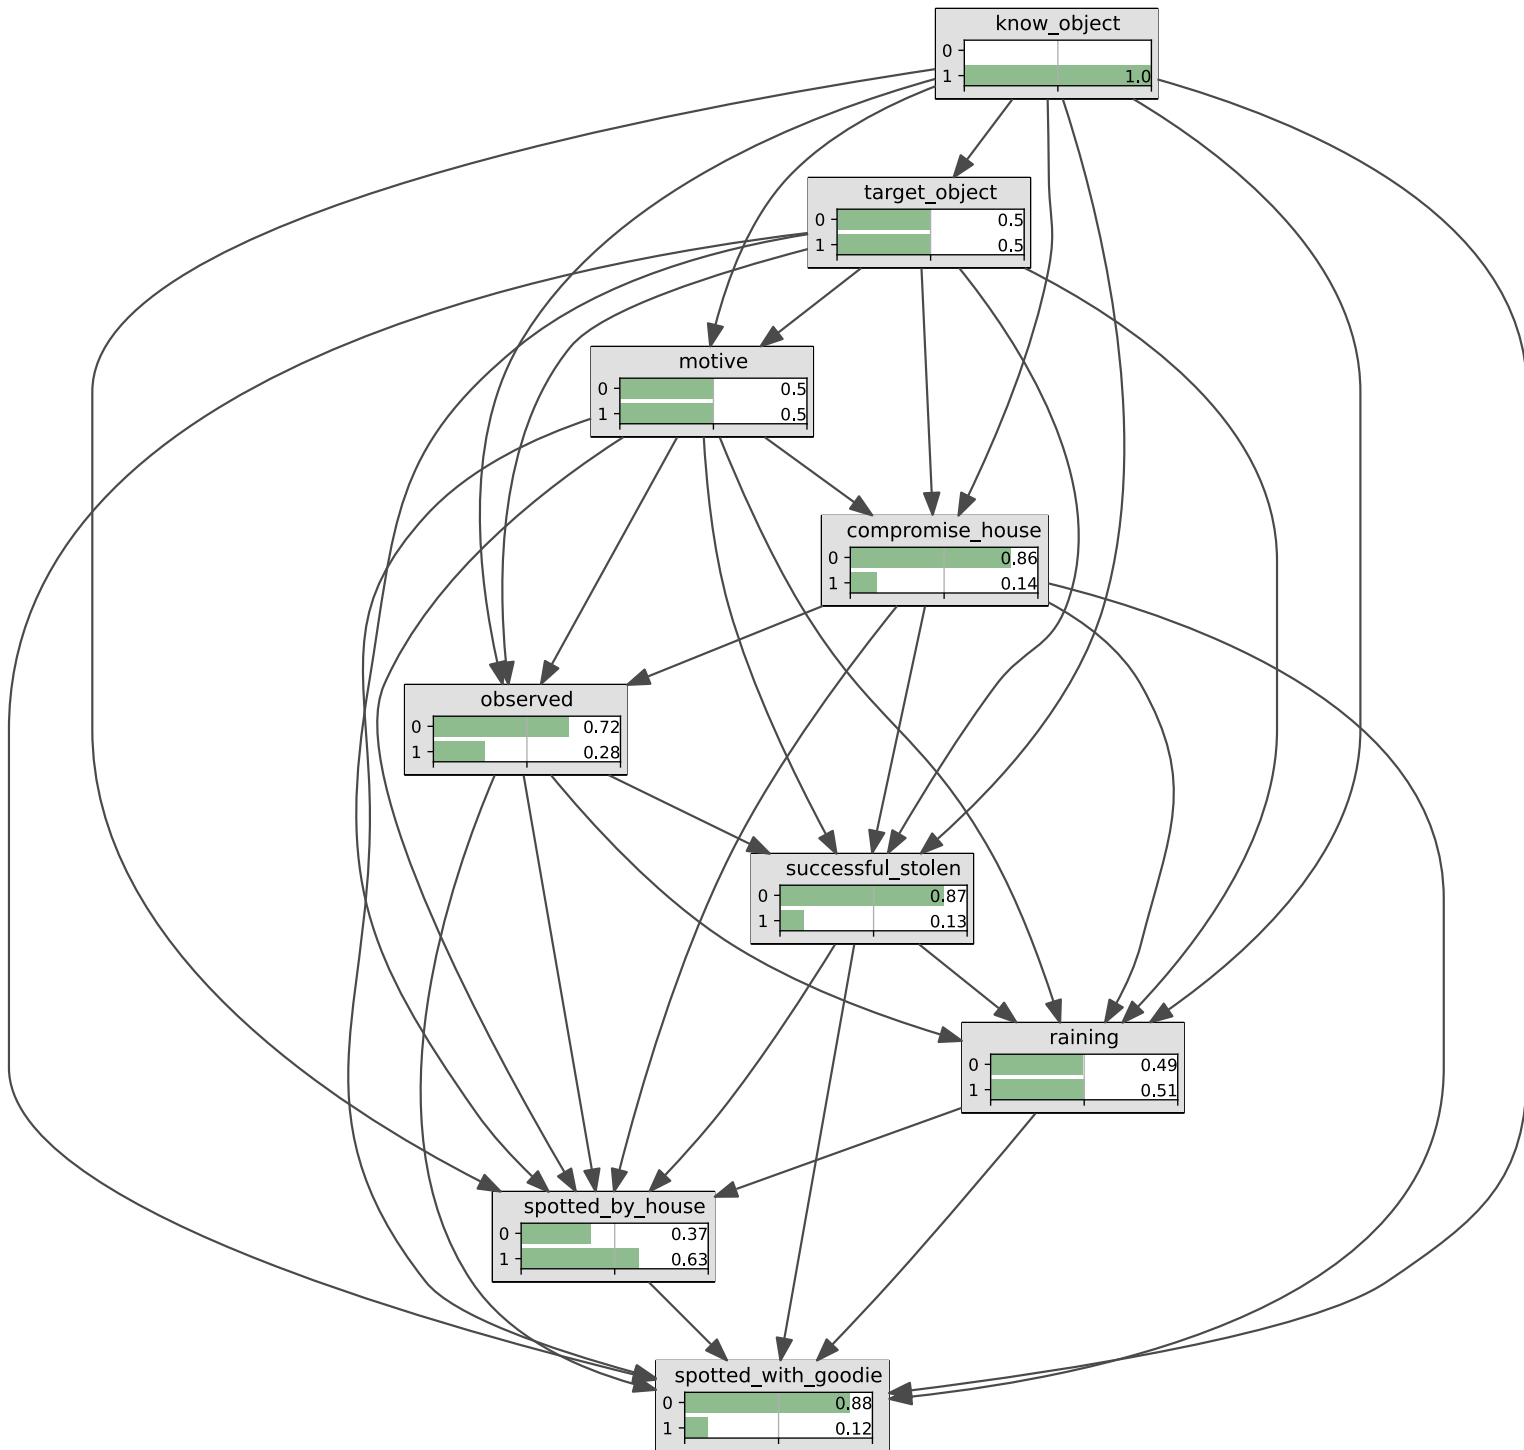 know_object
0
1 1.0
target_object
0 0.5
1 0.5
motive
0 0.5
1 0.5
compromise_house
0 0.86
1 0.14
observed
0 0.72
1 0.28
successful_stolen
0 0.87
1 0.13
raining
0 0.49
1 0.51
spotted_by_house
0 0.37
1 0.63
spotted_with_goodie
0 0.88
1 0.12